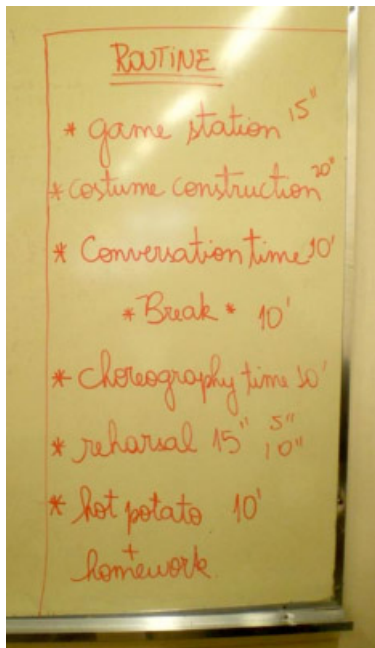 ROUTINE
* game station 15"
* costume construction 20"
* Conversation time 10'
* Break * 10'
* choreography time 10'
* reharsal 15" 5"
10"
* hot potato 10'
+
homework